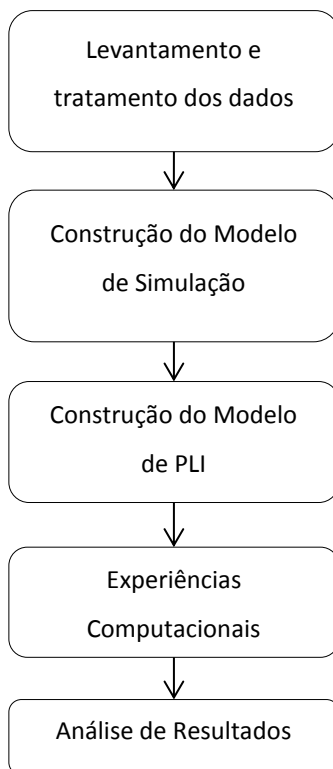 Levantamento e
tratamento dos dados
Construção do Modelo
de Simulação
Construção do Modelo
de PLI
Experiências
Computacionais
Análise de Resultados